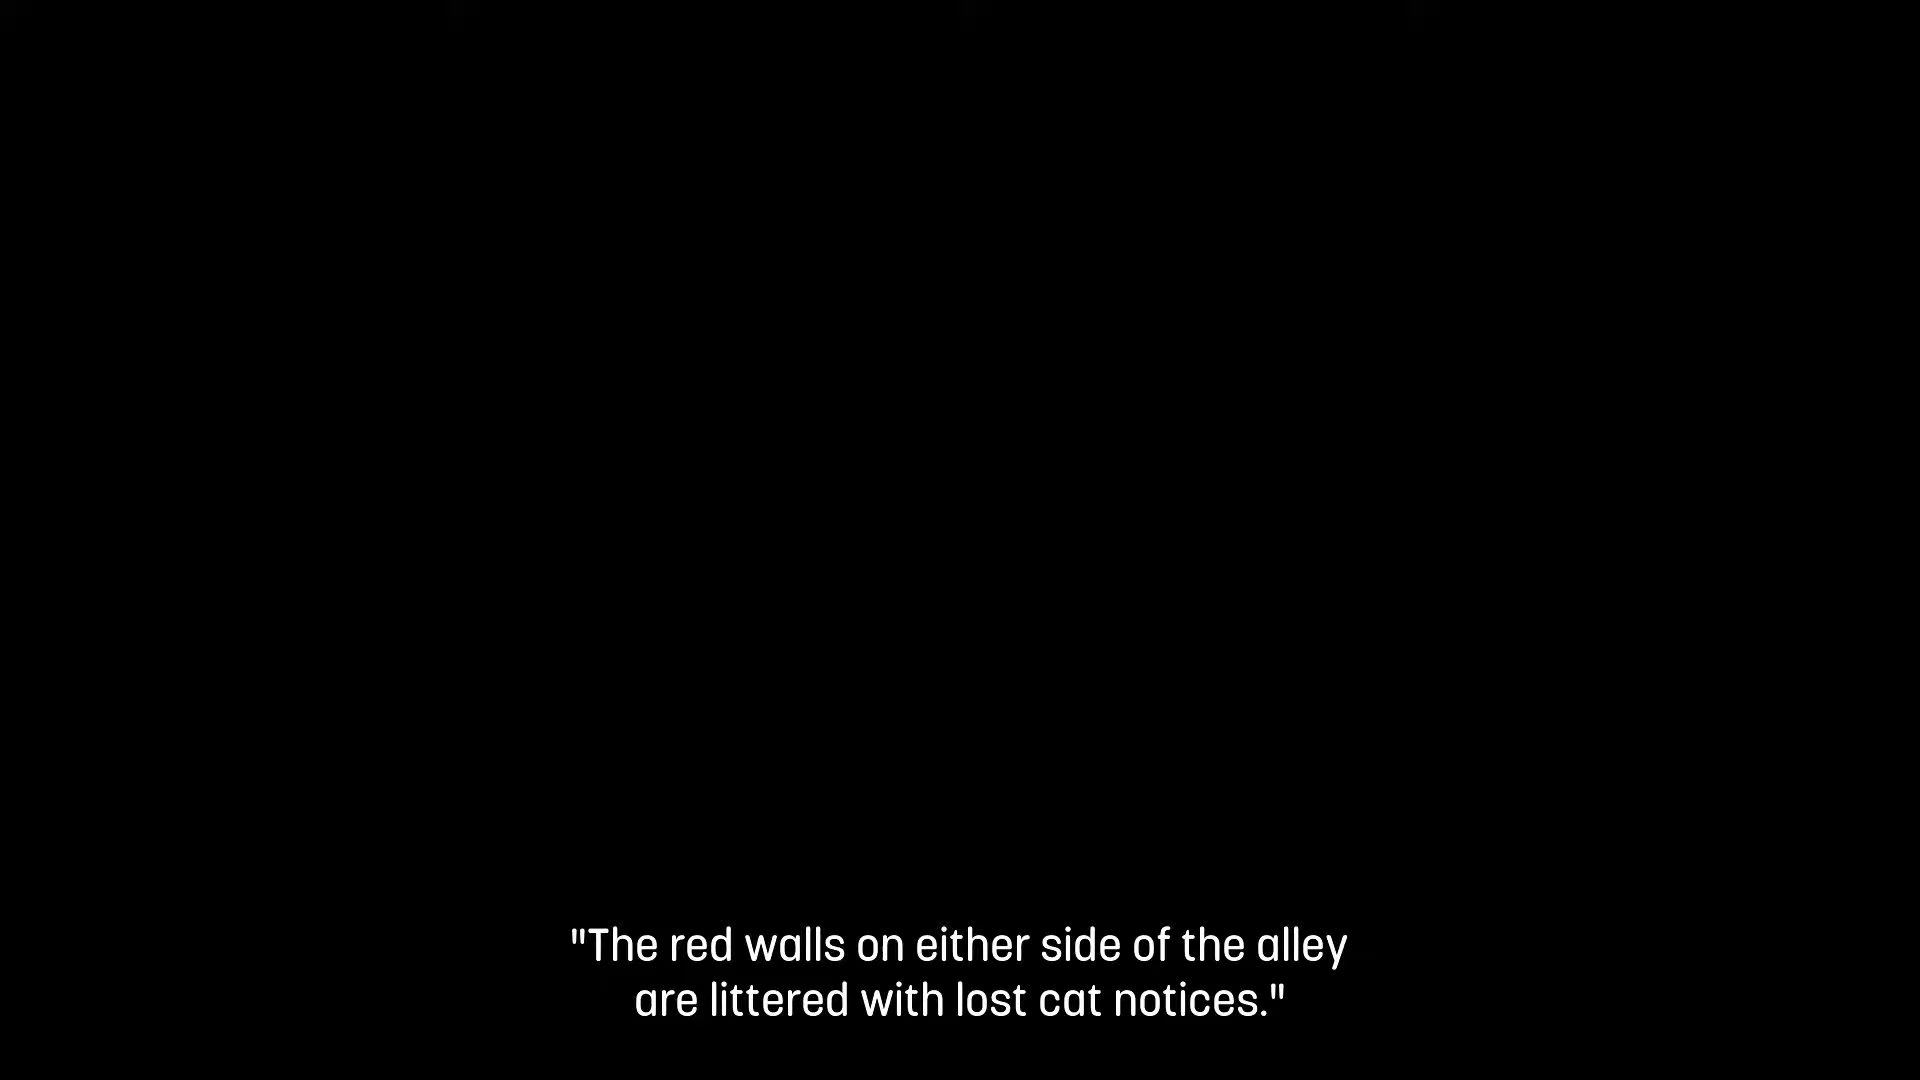 "The red walls on either side of the alley
are littered with lost cat notices."